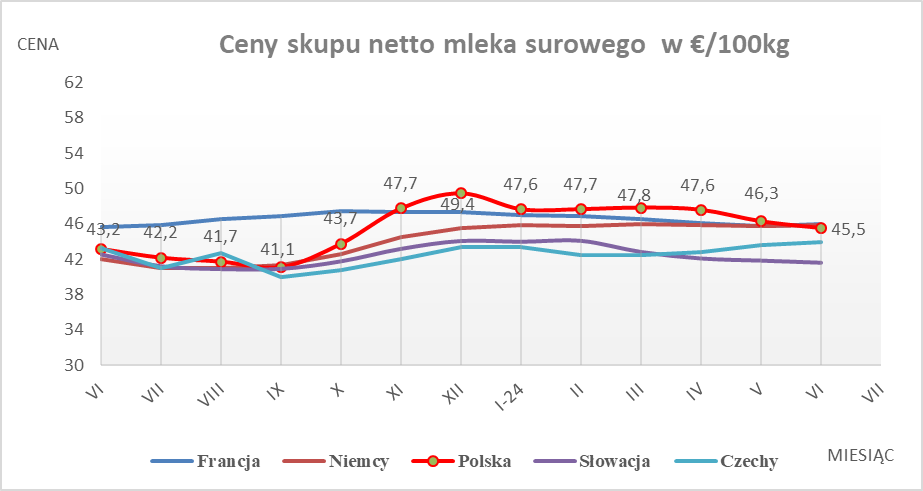 CENA
Ceny skupu netto mleka surowego w €/100kg
62
58
54
50
46
42
38
34
30
43,2
42,2
41,7
41,1
43,7
47,7
49,4
47,6
47,7
47,8
47,6
46,3
45,5
VI
VII
VIII
IX
X
XI
XII
I-24
II
III
IV
V
VI
VII
MIESIĄC
Francja Niemcy Polska Słowacja Czechy